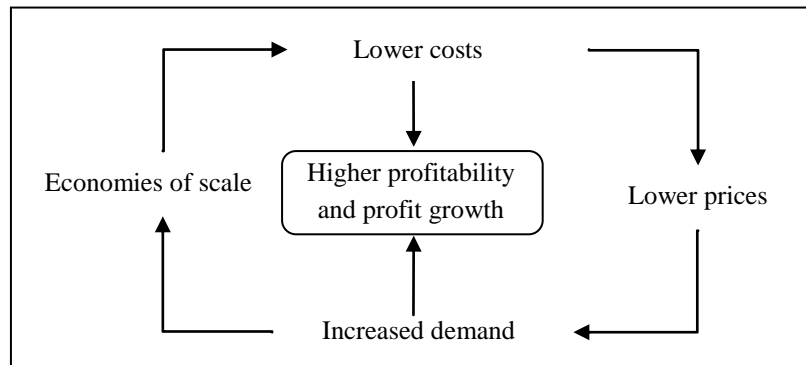 Lower costs
Economies of scale
Higher profitability
and profit growth
Lower prices
Increased demand